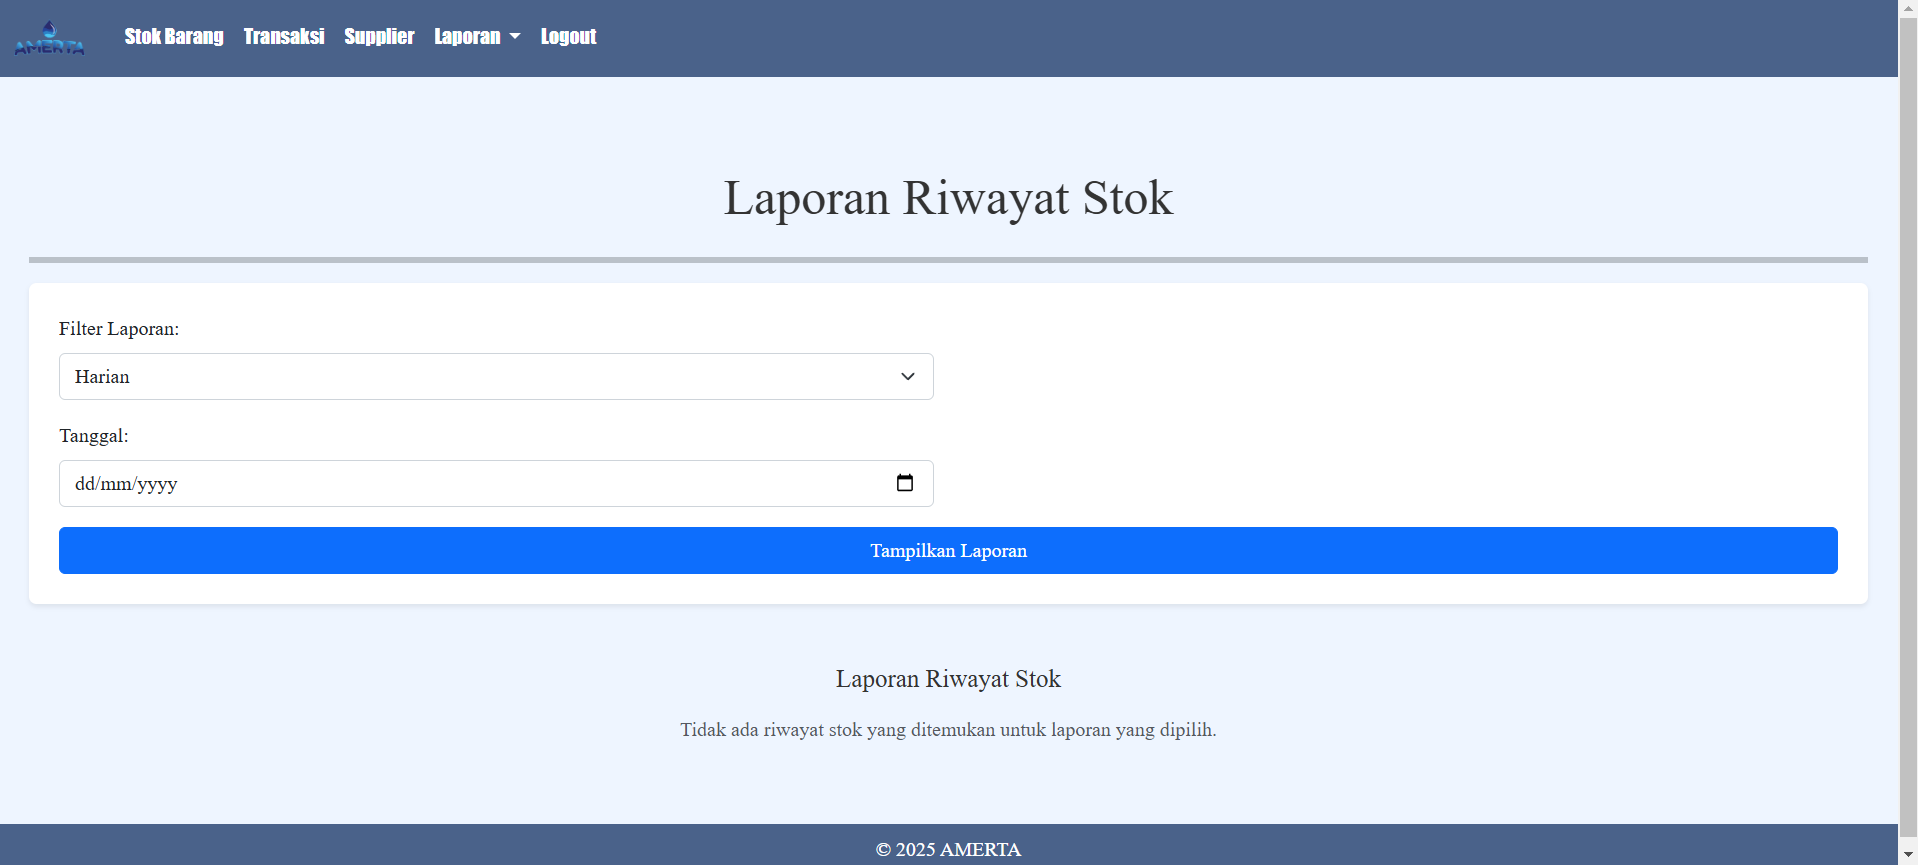 AMERTA
Stok Barang Transaksi Supplier Laporan Logout
Laporan Riwayat Stok
Filter Laporan:
Harian
Tanggal:
dd/mm/yyyy
Tampilkan Laporan
Laporan Riwayat Stok
Tidak ada riwayat stok yang ditemukan untuk laporan yang dipilih.
© 2025 AMERTA